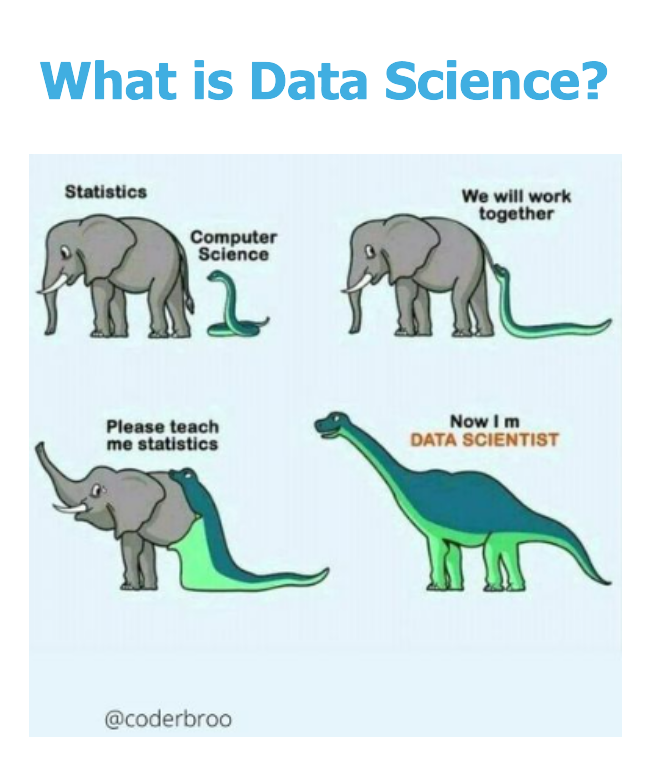 What is Data Science?
Statistics
Computer
Science
We will work
together
Please teach
me statistics
Now I m
DATA SCIENTIST
@coderbroo